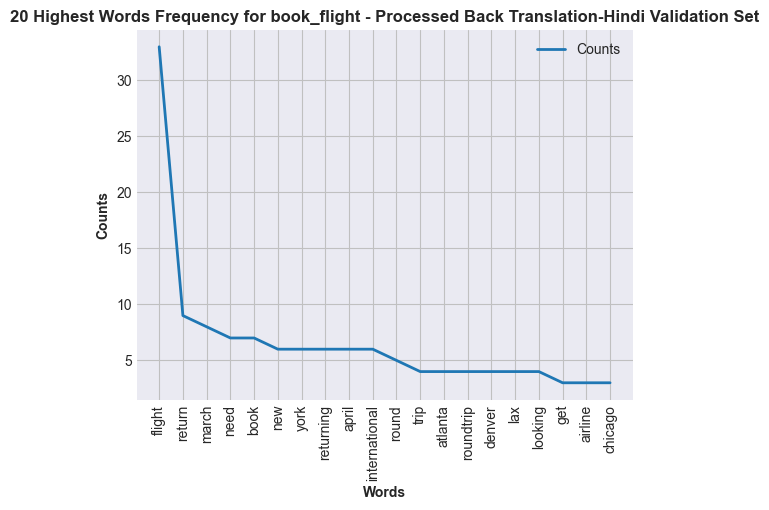 20 Highest Words Frequency for book_flight - Processed Back Translation-Hindi Validation Set
Counts
30
25
20
15
10
5
Counts
flight
return
march
need
book
new
york
returning
april
international
round
trip
atlanta
roundtrip
denver
lax
looking
get
airline
chicago
Words